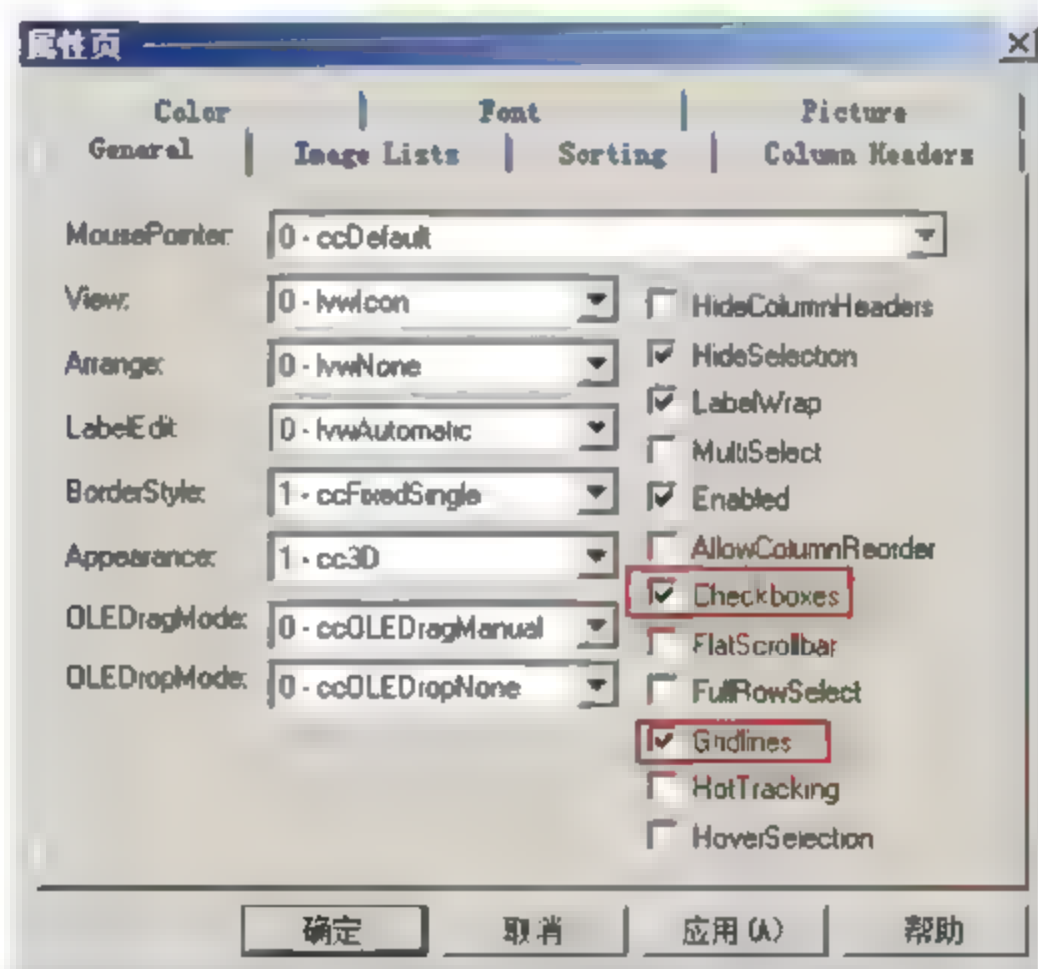 属性页
Color Font Picture
General Image Lists Sorting Column Headers
MousePointer: 0 - ccDefault
View: 0 - lvwIcon
HideColumnHeaders
Arrange: 0 - lvwNone
HideSelection
LabelEdit 0 - lvwAutomatic
LabelWrap
MultiSelect
BorderStyle: 1 - ccFixedSingle
Enabled
Appearance: 1 - cc3D
AllowColumnReorder
Checkboxes
OLEDragMode: 0 - ccOLEDragManual
FlatScrollbar
OLEDropMode: 0 - ccOLEDropNone
FullRowSelect
Gridlines
HotTracking
HoverSelection
确定 取消 应用(A) 帮助